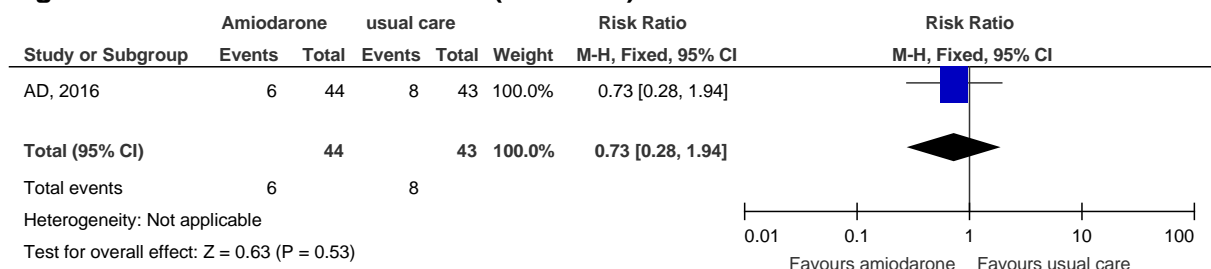 Amiodarone usual care Risk Ratio Risk Ratio
Study or Subgroup Events Total Events Total Weight M-H, Fixed, 95% CI M-H, Fixed, 95% CI
AD, 2016 6 44 8 43 100.0% 0.73 [0.28, 1.94]
Total (95% CI) 44 43 100.0% 0.73 [0.28, 1.94]
Total events 6 8
Heterogeneity: Not applicable
Test for overall effect: Z = 0.63 (P = 0.53)
0.01 0.1 1 10 100
Favours amiodarone Favours usual care